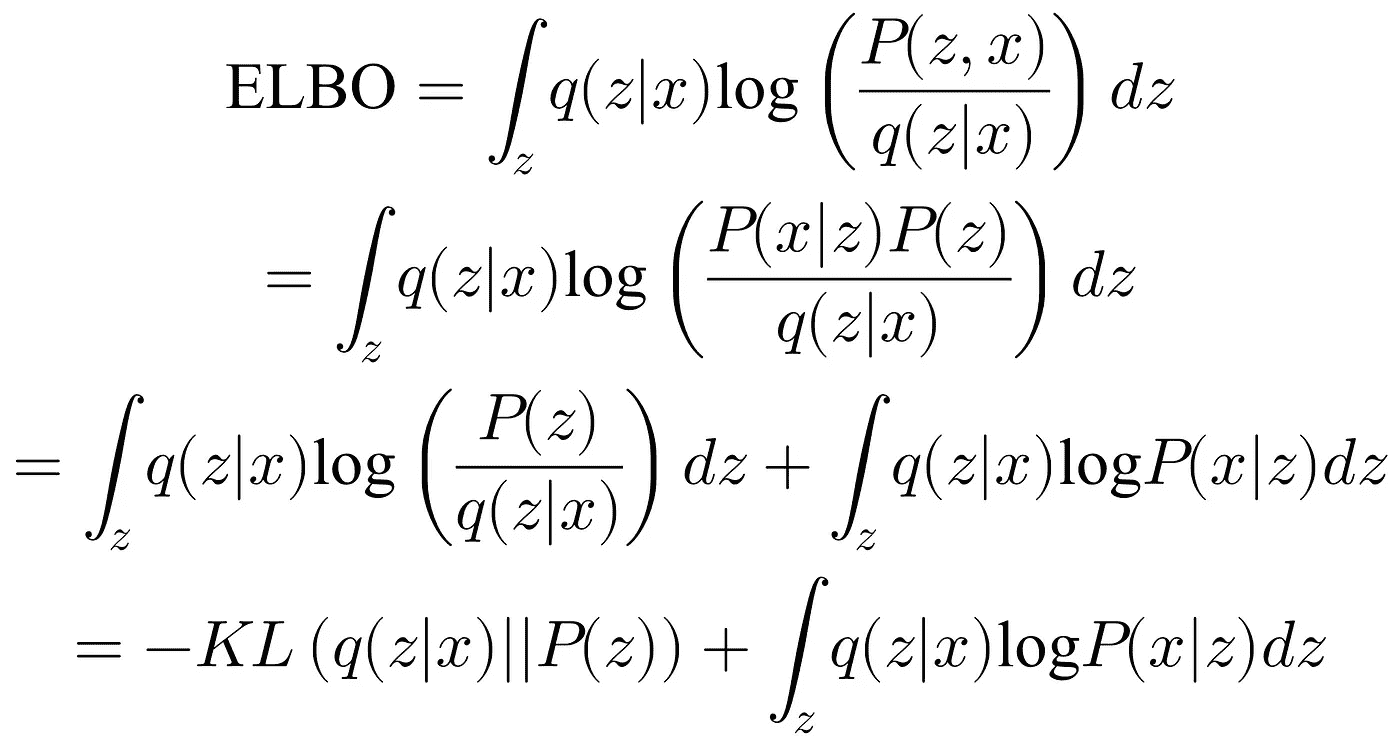 ELBO = ∫_z q(z|x)log(P(z, x)/q(z|x)) dz
= ∫_z q(z|x)log(P(x|z)P(z)/q(z|x)) dz
= ∫_z q(z|x)log(P(z)/q(z|x)) dz + ∫_z q(z|x)logP(x|z)dz
= −KL (q(z|x)||P(z)) + ∫_z q(z|x)logP(x|z)dz